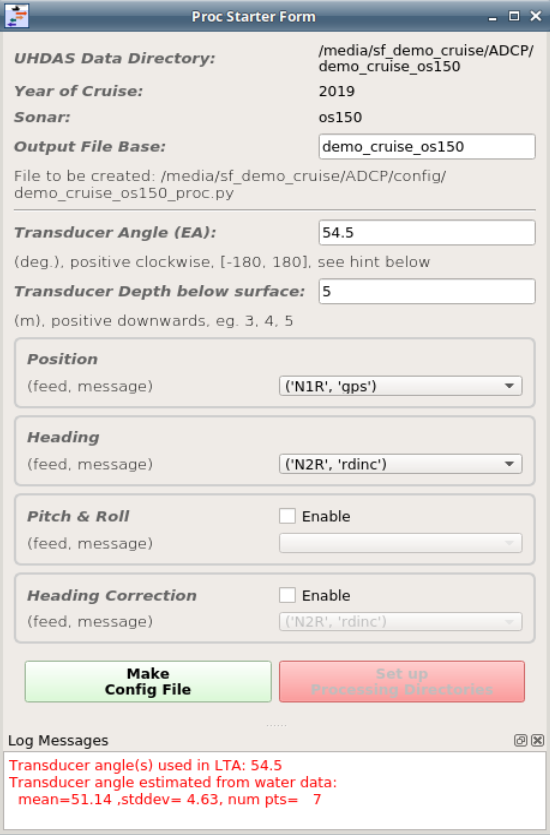 Proc Starter Form
UHDAS Data Directory: /media/sf_demo_cruise/ADCP/
demo_cruise_os150
Year of Cruise: 2019
Sonar: os150
Output File Base: demo_cruise_os150
File to be created: /media/sf_demo_cruise/ADCP/config/
demo_cruise_os150_proc.py
Transducer Angle (EA): 54.5
(deg.), positive clockwise, [-180, 180], see hint below
Transducer Depth below surface: 5
(m), positive downwards, eg. 3, 4, 5
Position
(feed, message) ('N1R', 'gps')
Heading
(feed, message) ('N2R', 'rdinc')
Pitch & Roll Enable
(feed, message)
Heading Correction Enable
(feed, message) ('N2R', 'rdinc')
Make Set up
Config File Processing Directories
Log Messages
Transducer angle(s) used in LTA: 54.5
Transducer angle estimated from water data:
mean=51.14 ,stddev= 4.63, num pts= 7